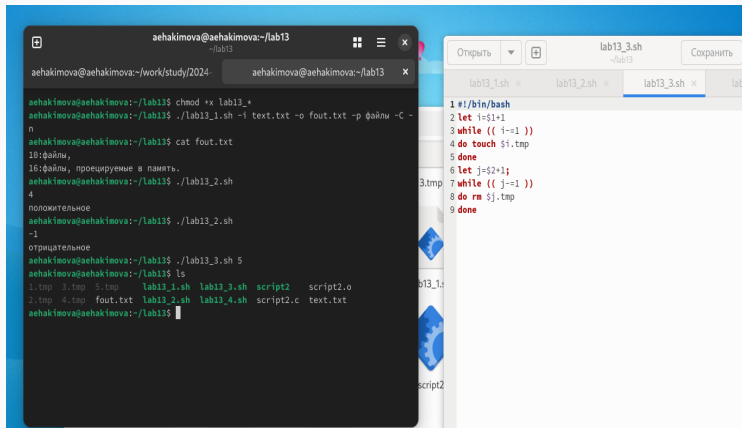 aehakimova@aehakimova:~/lab13
~/lab13
aehakimova@aehakimova:~/work/study/2024-
aehakimova@aehakimova:~/lab13
aehakimova@aehakimova:~/lab13$ chmod +x lab13_*
aehakimova@aehakimova:~/lab13$ ./lab13_1.sh -i text.txt -o fout.txt -p файлы -C -
n
aehakimova@aehakimova:~/lab13$ cat fout.txt
10:файлы,
16:файлы, проецируемые в память.
aehakimova@aehakimova:~/lab13$ ./lab13_2.sh
4
положительное
aehakimova@aehakimova:~/lab13$ ./lab13_2.sh
-1
отрицательное
aehakimova@aehakimova:~/lab13$ ./lab13_3.sh 5
aehakimova@aehakimova:~/lab13$ ls
1.tmp 3.tmp 5.tmp lab13_1.sh lab13_3.sh script2 script2.o
2.tmp 4.tmp fout.txt lab13_2.sh lab13_4.sh script2.c text.txt
aehakimova@aehakimova:~/lab13$
3.tmp
b13_1.s
script2
Открыть
lab13_3.sh
~/lab13
Сохранить
lab13_1.sh
lab13_2.sh
lab13_3.sh
lab
1 #!/bin/bash
2 let i=$1+1
3 while (( i-=1 ))
4 do touch $i.tmp
5 done
6 let j=$2+1;
7 while (( j-=1 ))
8 do rm $j.tmp
9 done